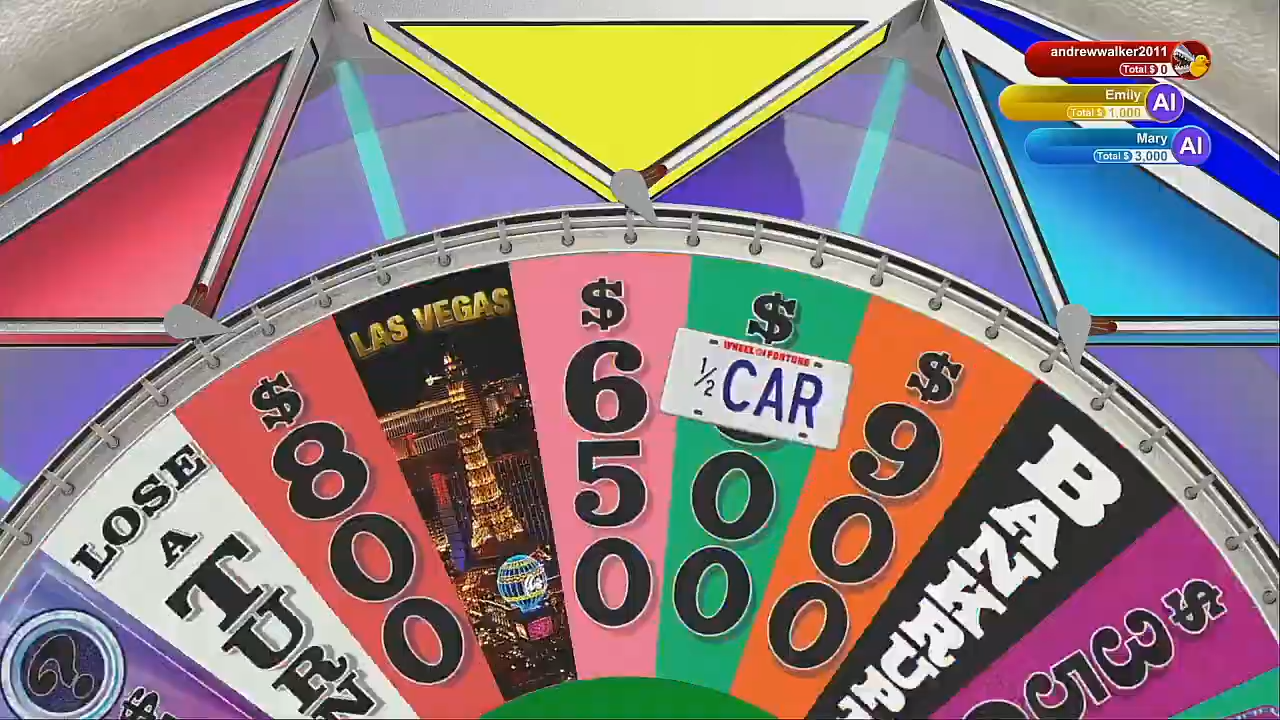 andrewwalker2011
Total $ 0
Emily
AI
Total $ 1,000
Mary
AI
Total $ 3,000
LOSE
A
TURN
$800
LAS VEGAS
$650
$
WHEEL OF FORTUNE
1/2 CAR
00
$900
BANKRUPT
$
?
$